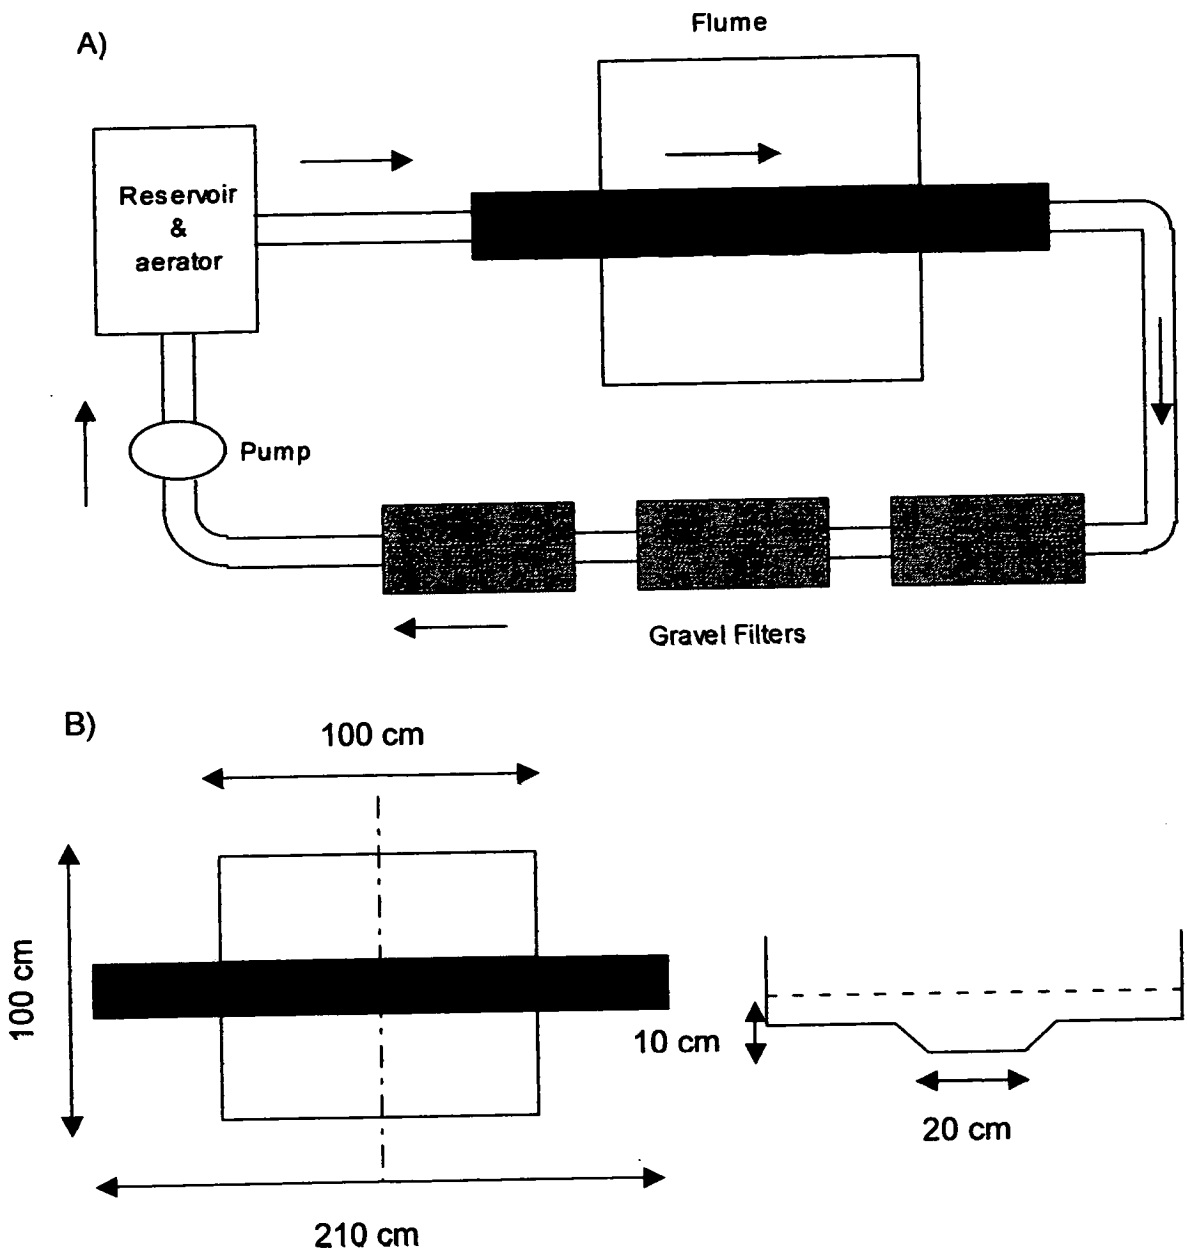 A)
Flume
Reservoir
&
aerator
Pump
Gravel Filters
B)
100 cm
100 cm
10 cm
20 cm
210 cm